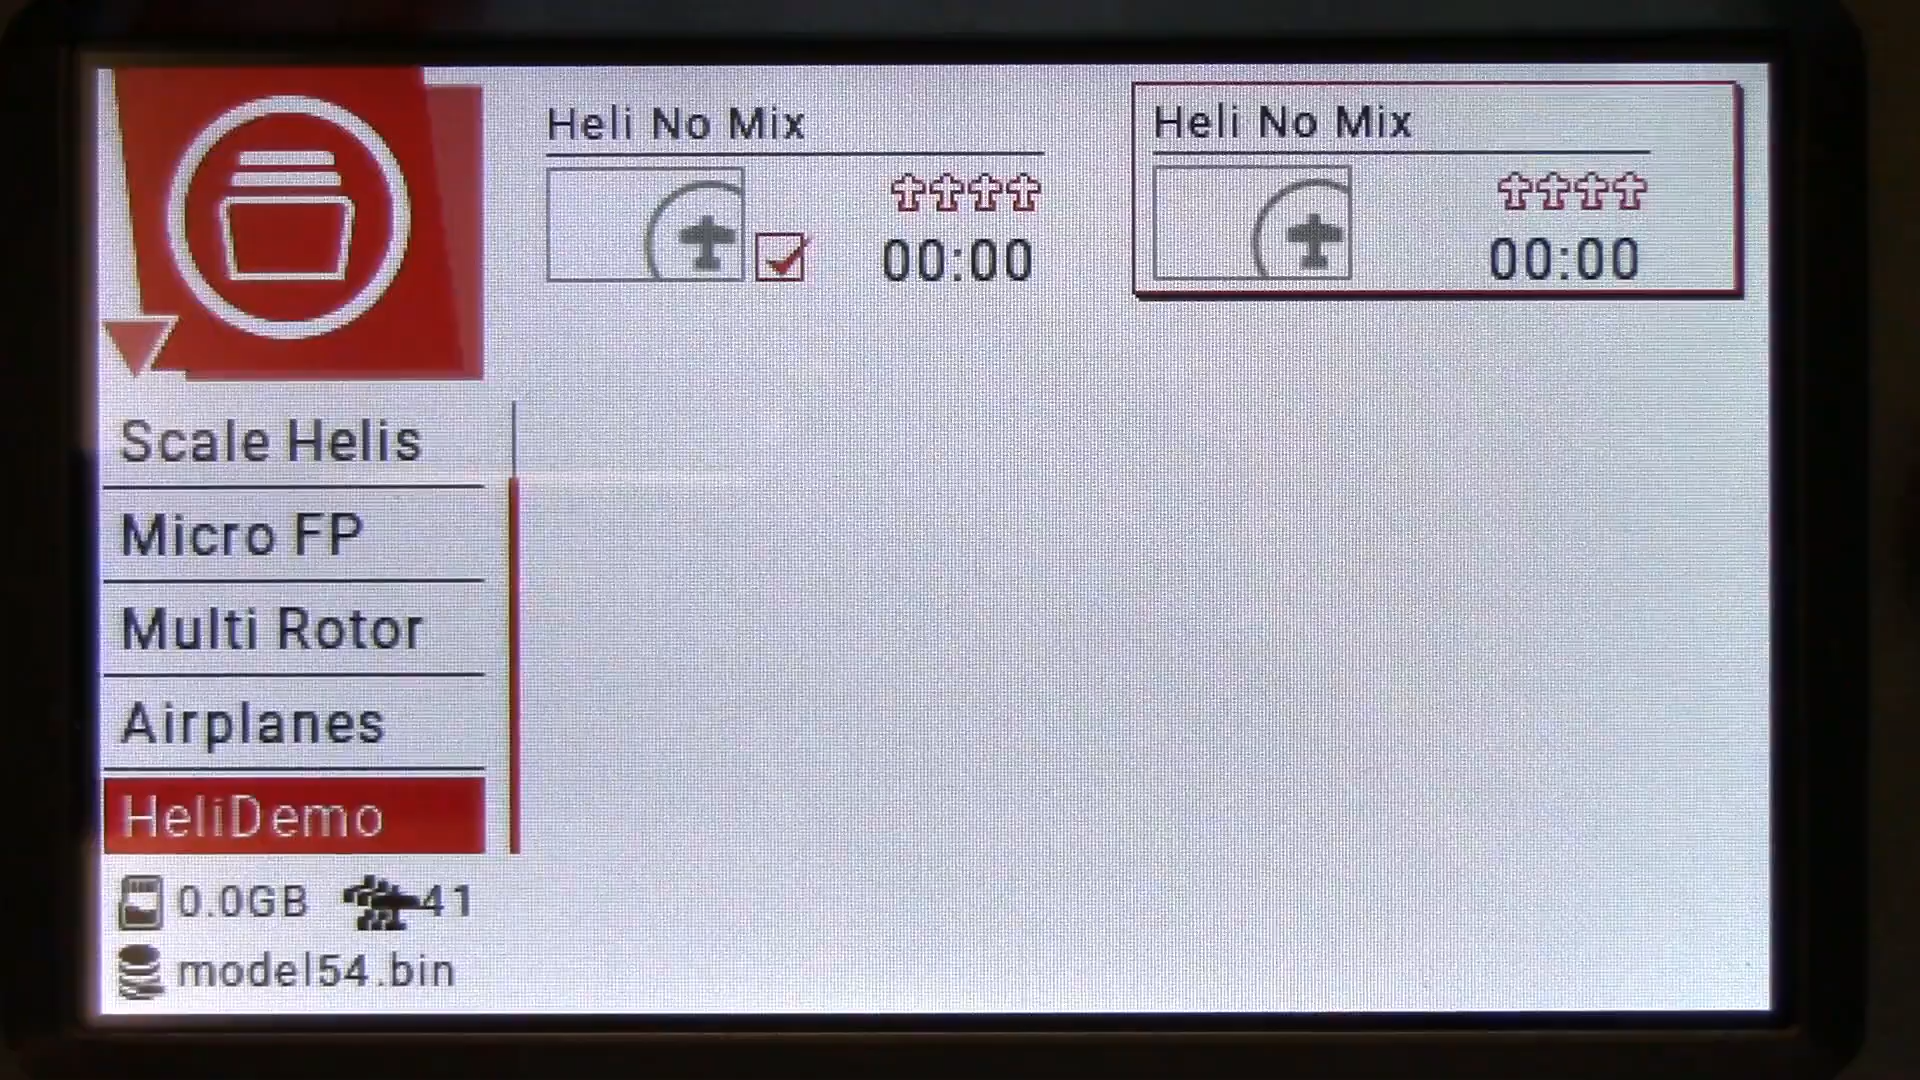 Heli No Mix
00:00
Heli No Mix
00:00
Scale Helis
Micro FP
Multi Rotor
Airplanes
HeliDemo
0.0GB 41
model54.bin